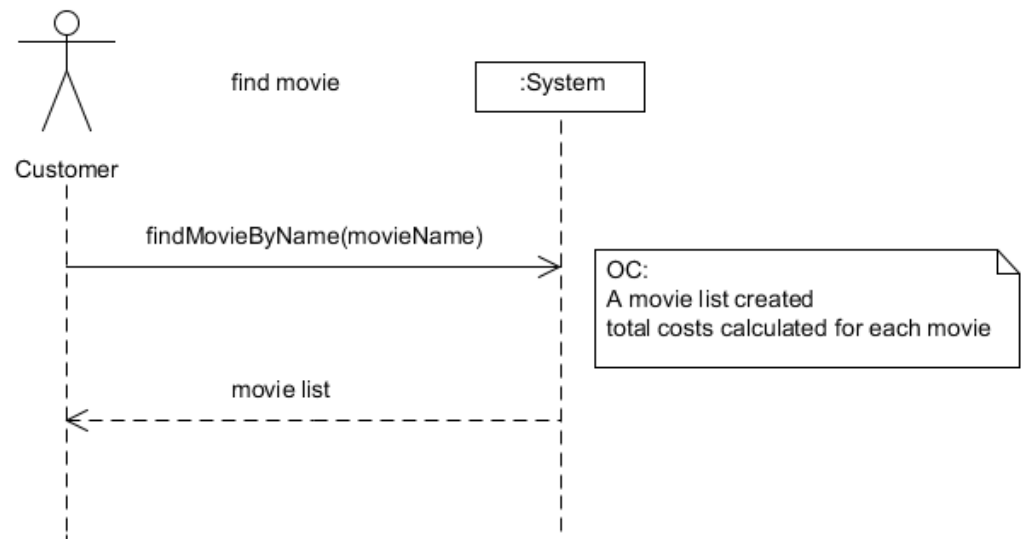 find movie
:System
Customer
findMovieByName(movieName)
OC:
A movie list created
total costs calculated for each movie
movie list